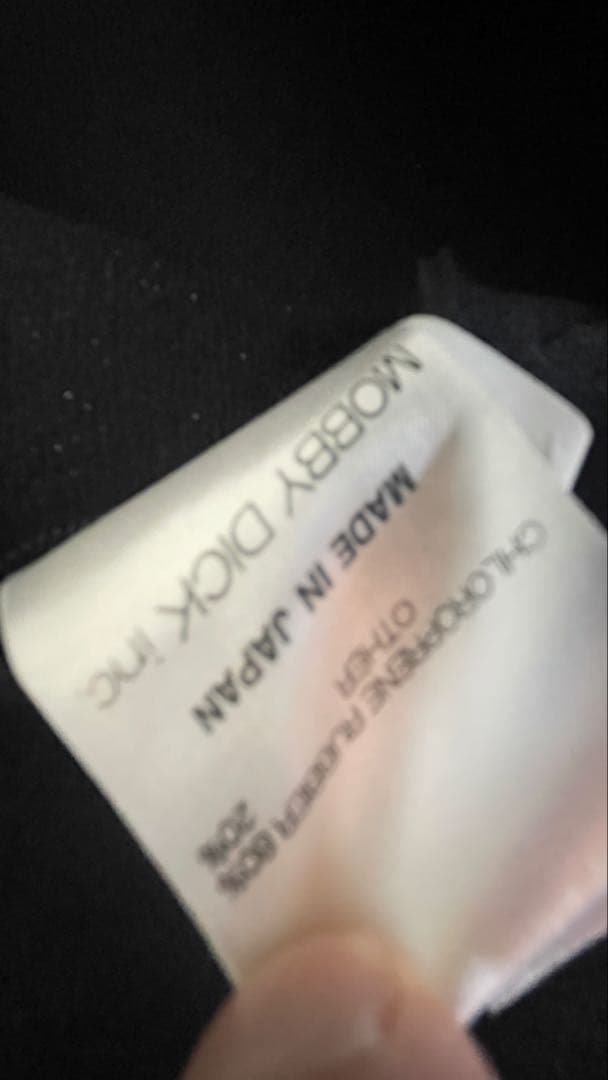 MOBBY DICK inc.
MADE IN JAPAN
CHLOROPRENE RUBBER 80%
OTHER 20%